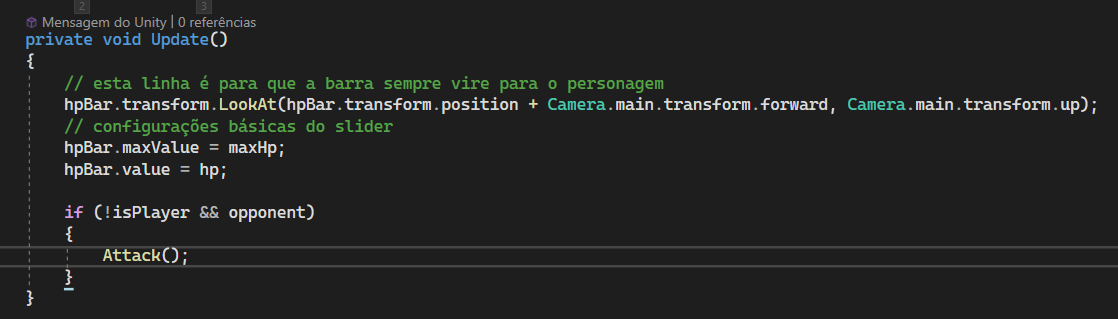 2 3
Mensagem do Unity | 0 referências
private void Update()
{
// esta linha é para que a barra sempre vire para o personagem
hpBar.transform.LookAt(hpBar.transform.position + Camera.main.transform.forward, Camera.main.transform.up);
// configurações básicas do slider
hpBar.maxValue = maxHp;
hpBar.value = hp;
if (!isPlayer && opponent)
{
Attack();
}
}